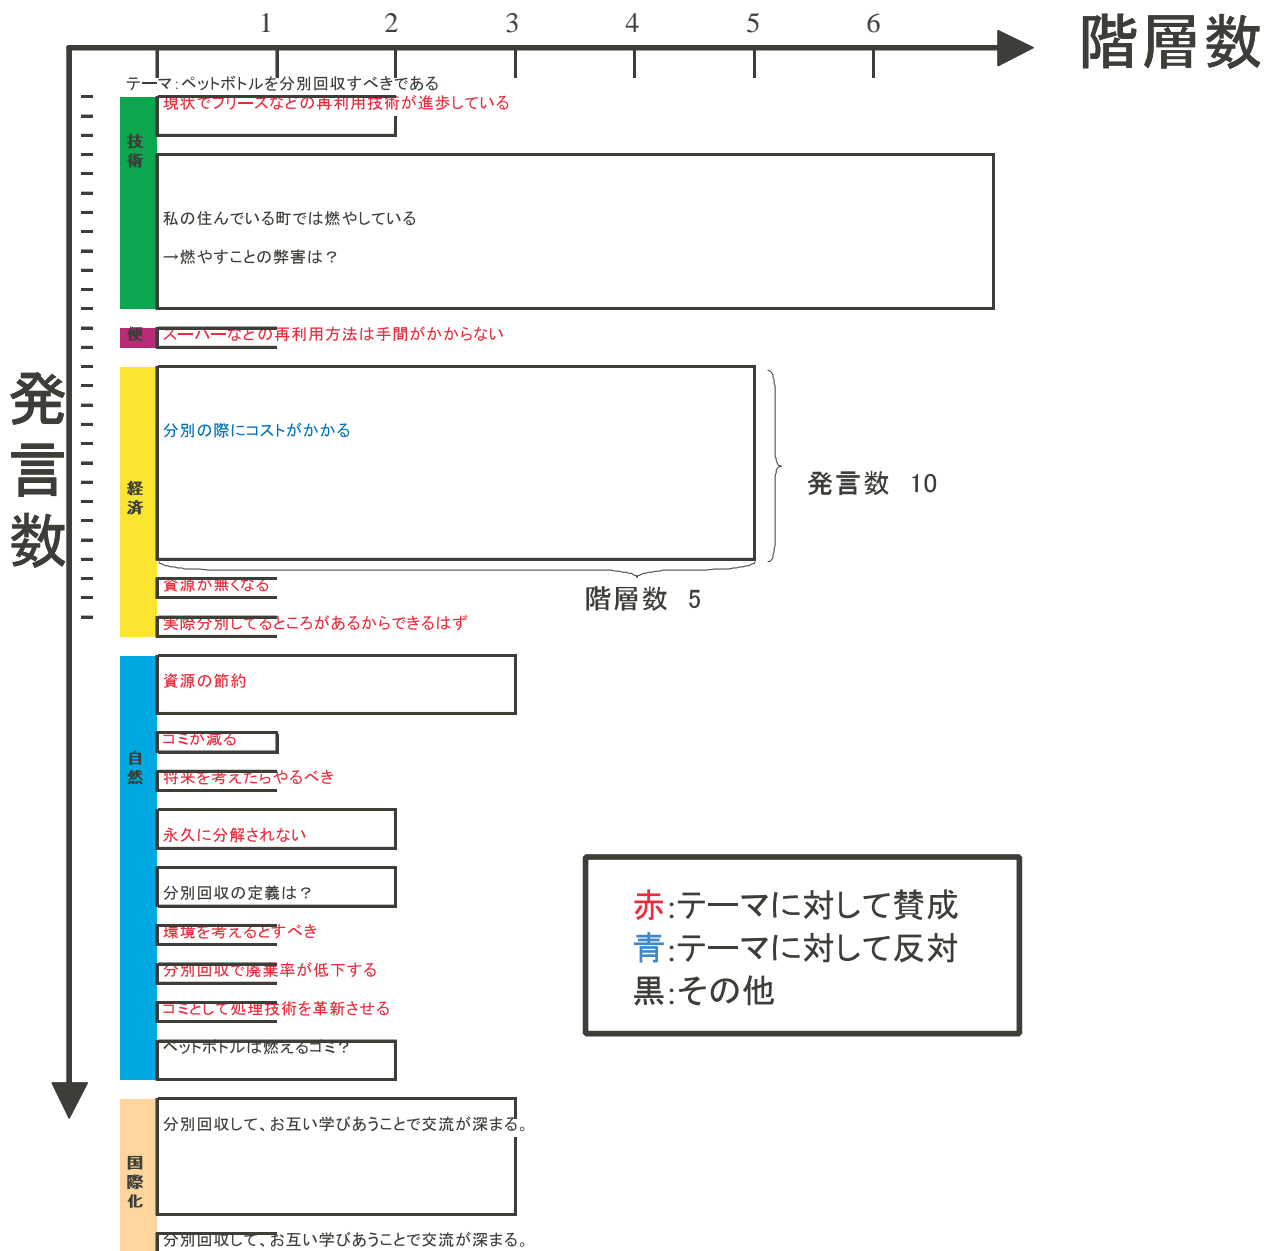 1 2 3 4 5 6 階層数
テーマ：ペットボトルを分別回収すべきである
技術
現状でフリースなどの再利用技術が進歩している
私の住んでいる町では燃やしている
→燃やすことの弊害は？
便
スーパーなどの再利用方法は手間がかからない
発言数
経済
分別の際にコストがかかる
発言数 10
階層数 5
資源が無くなる
実際分別してるところがあるからできるはず
自然
資源の節約
ゴミが減る
将来を考えたらやるべき
永久に分解されない
分別回収の定義は？
環境を考えるとすべき
分別回収で廃棄率が低下する
ゴミとして処理技術を革新させる
ペットボトルは燃えるゴミ？
赤：テーマに対して賛成
青：テーマに対して反対
黒：その他
国際化
分別回収して、お互い学びあうことで交流が深まる。
分別回収して、お互い学びあうことで交流が深まる。